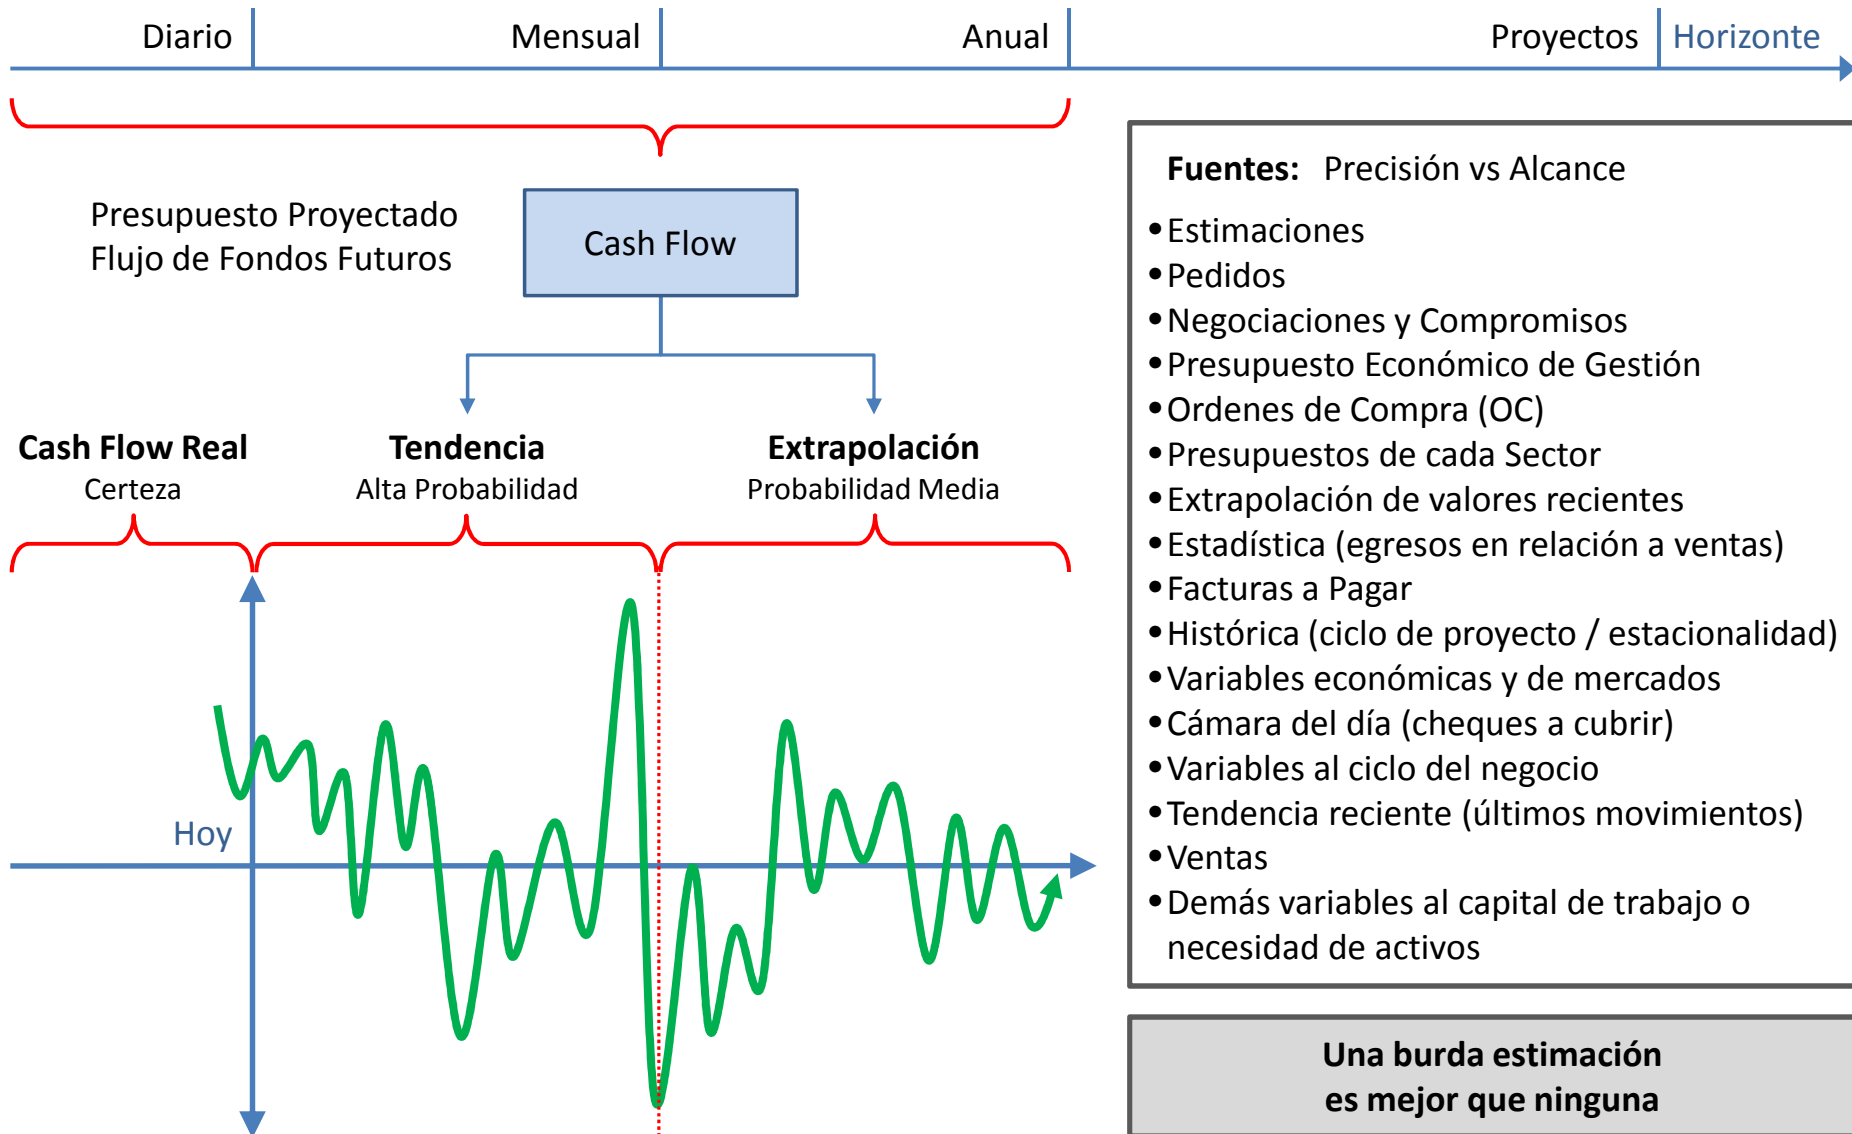 Diario
Mensual
Anual
Proyectos
Horizonte
Presupuesto Proyectado
Flujo de Fondos Futuros
Cash Flow
Cash Flow Real
Certeza
Tendencia
Alta Probabilidad
Extrapolación
Probabilidad Media
Hoy
Fuentes: Precisión vs Alcance
•Estimaciones
•Pedidos
•Negociaciones y Compromisos
•Presupuesto Económico de Gestión
•Ordenes de Compra (OC)
•Presupuestos de cada Sector
•Extrapolación de valores recientes
•Estadística (egresos en relación a ventas)
•Facturas a Pagar
•Histórica (ciclo de proyecto / estacionalidad)
•Variables económicas y de mercados
•Cámara del día (cheques a cubrir)
•Variables al ciclo del negocio
•Tendencia reciente (últimos movimientos)
•Ventas
•Demás variables al capital de trabajo o
necesidad de activos
Una burda estimación
es mejor que ninguna